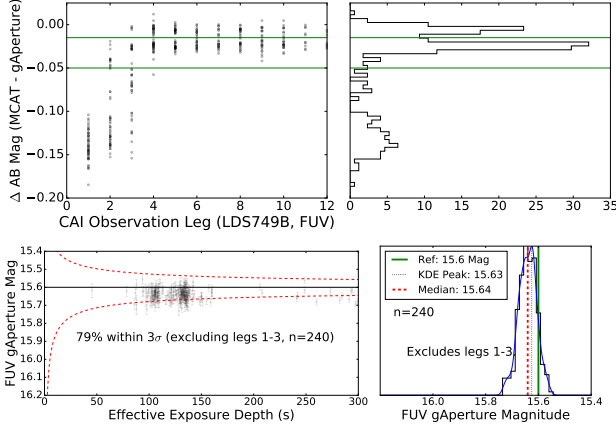 Δ AB Mag (MCAT - gAperture)
0.00
−0.05
−0.10
−0.15
−0.20
0 2 4 6 8 10 12
CAI Observation Leg (LDS749B, FUV)
0 5 10 15 20 25 30 35
FUV gAperture Mag
15.4
15.5
15.6
15.7
15.8
15.9
16.0
16.1
16.2
79% within 3σ (excluding legs 1-3, n=240)
0 50 100 150 200 250 300
Effective Exposure Depth (s)
Ref: 15.6 Mag
KDE Peak: 15.63
Median: 15.64
n=240
Excludes legs 1-3
16.0 15.8 15.6 15.4
FUV gAperture Magnitude